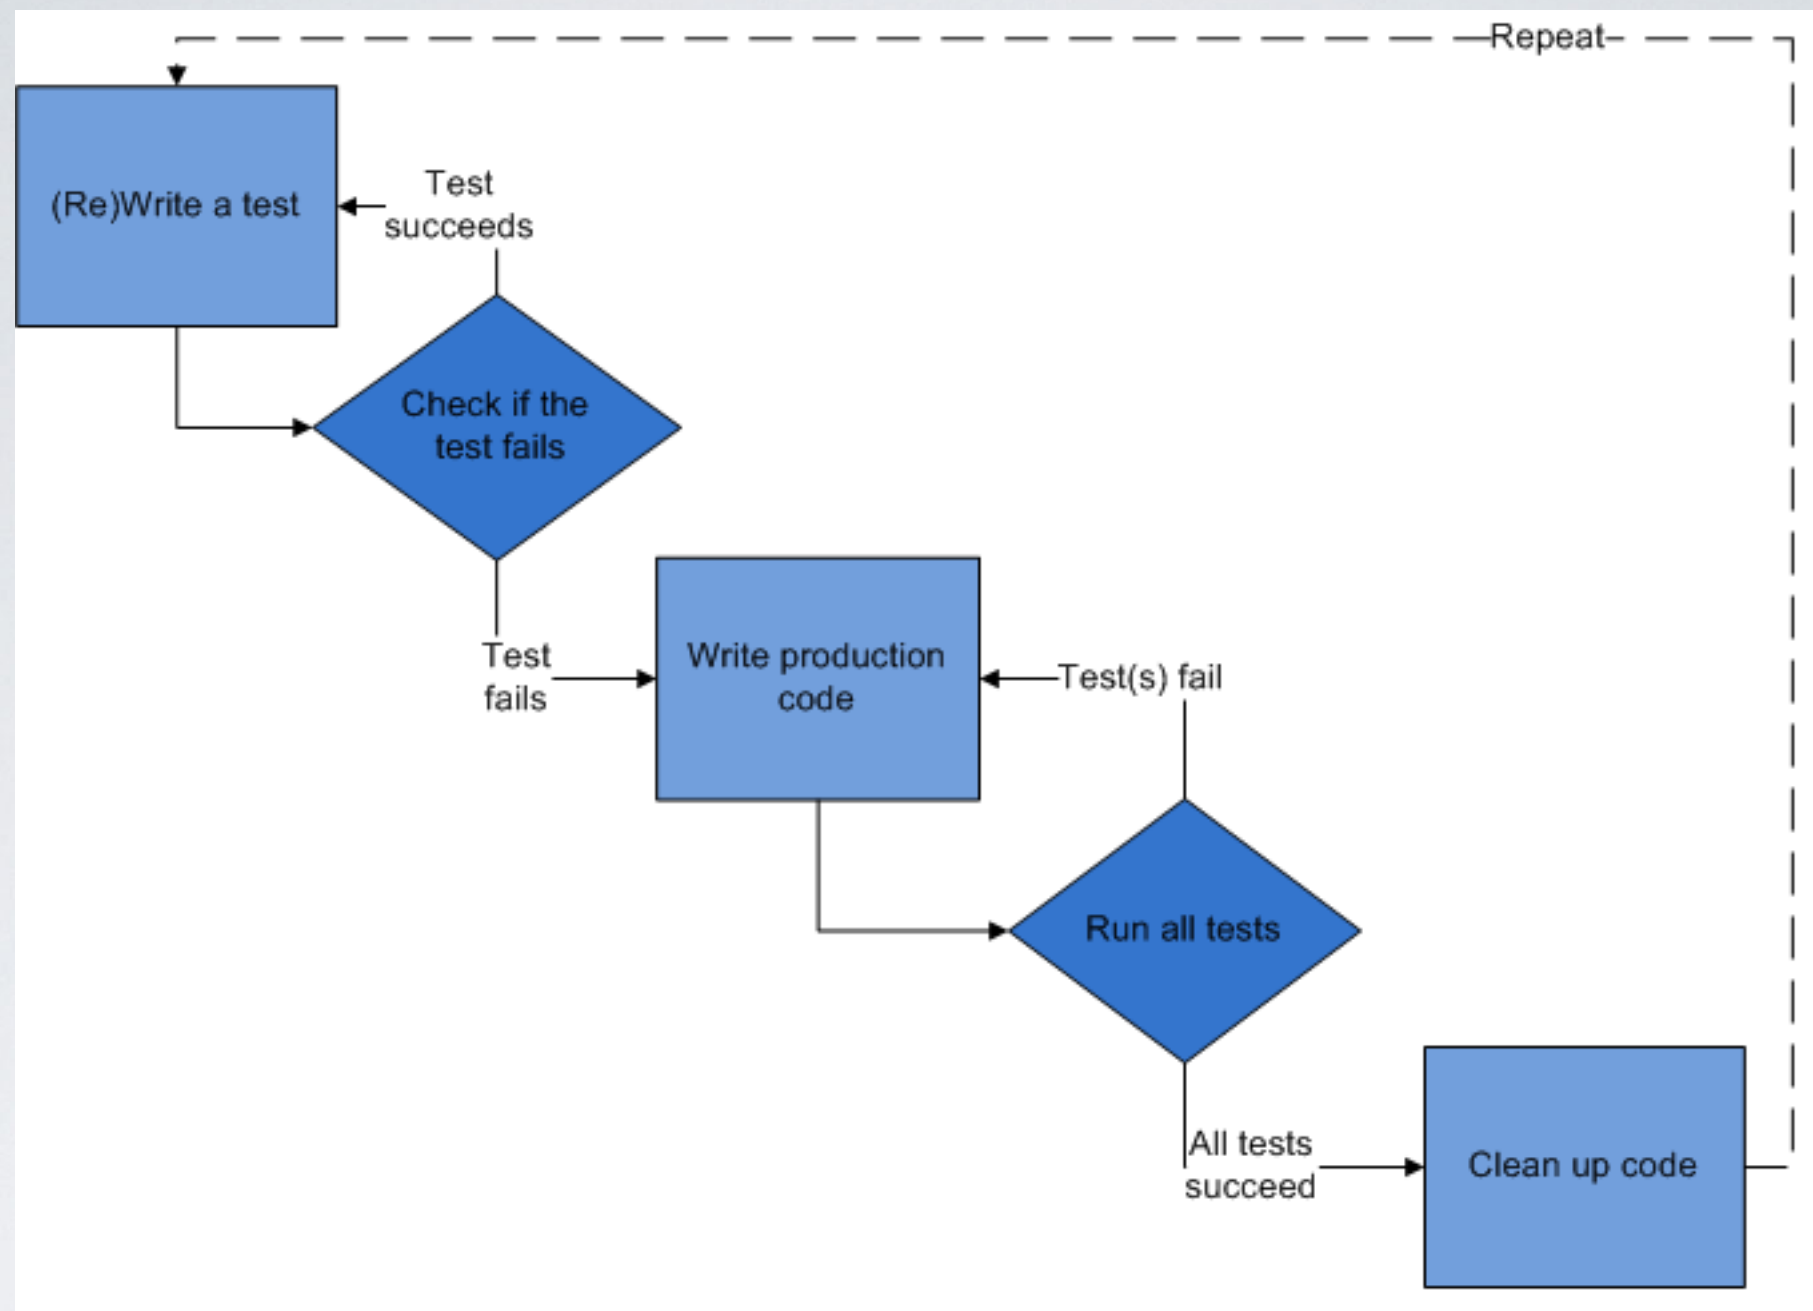 Repeat
(Re)Write a test
Test
succeeds
Check if the
test fails
Test
fails
Write production
code
Test(s) fail
Run all tests
All tests
succeed
Clean up code